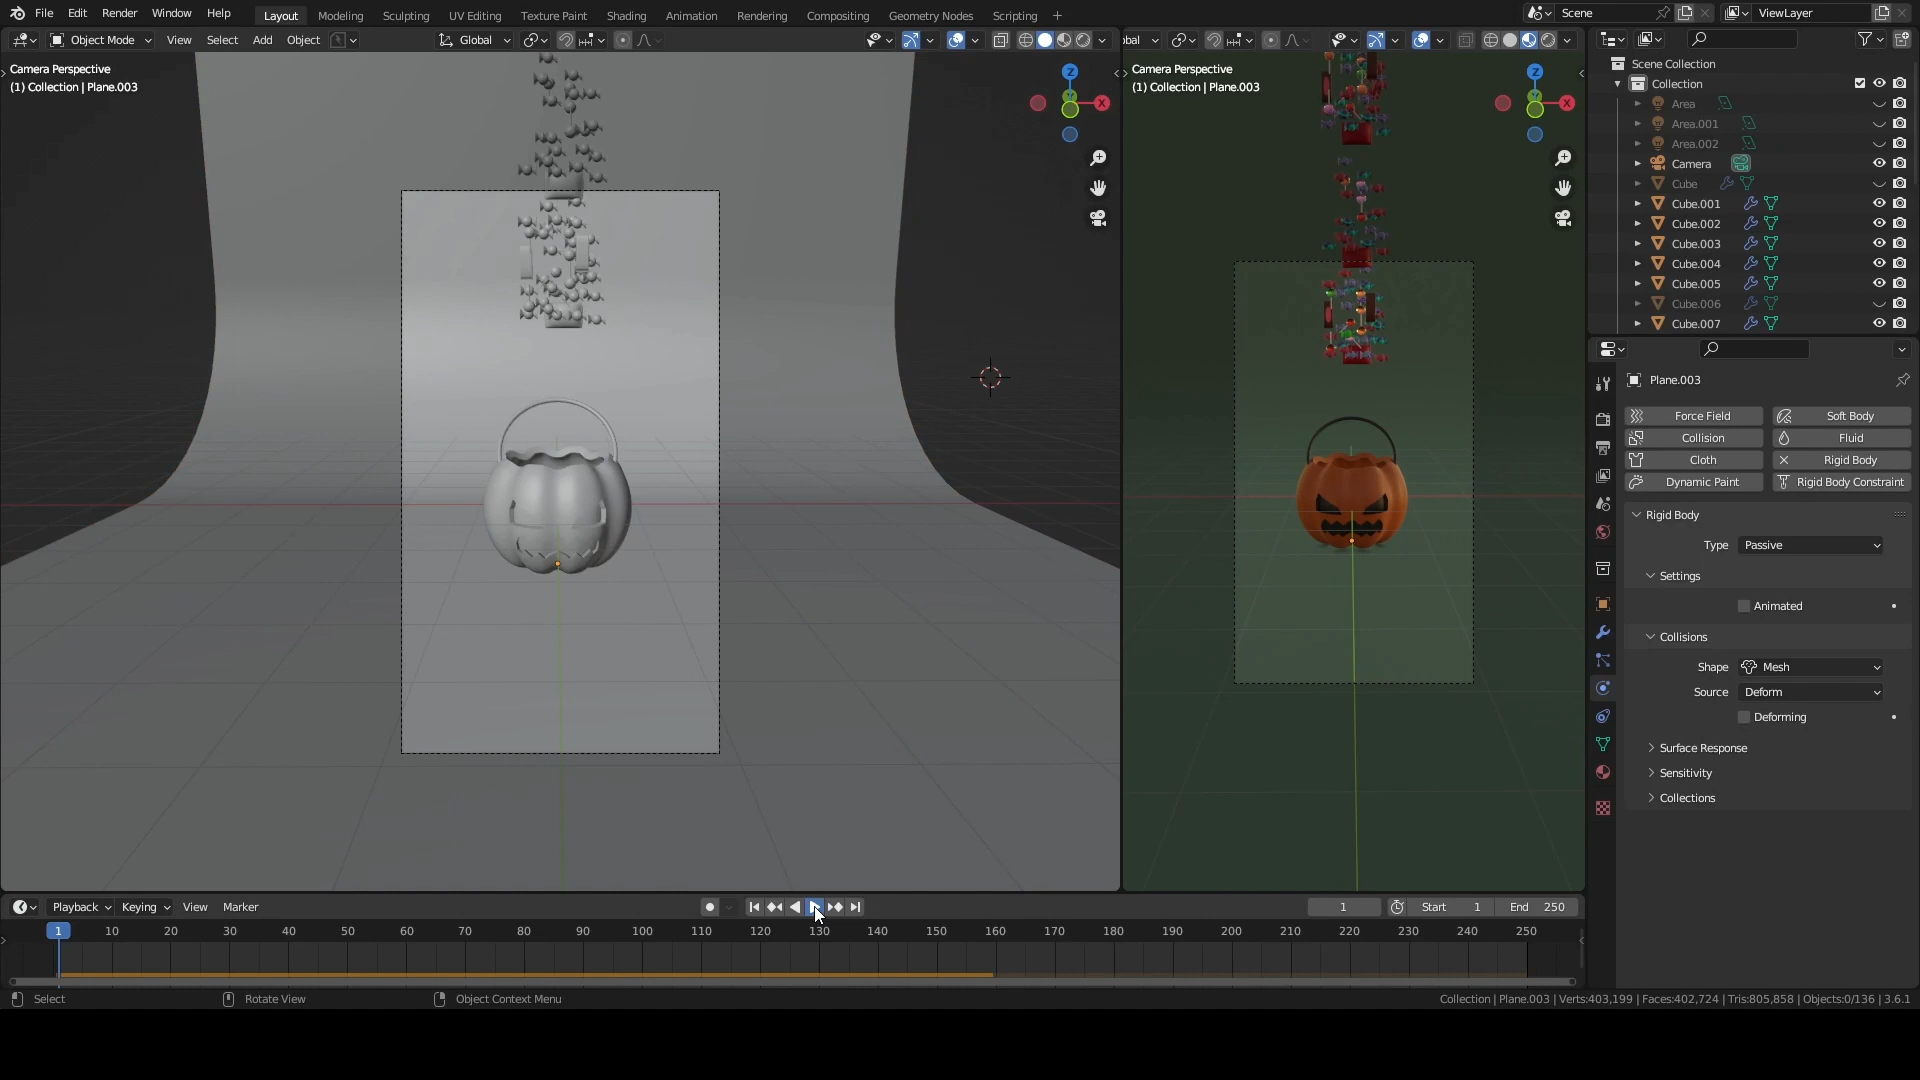 File Edit Render Window Help Layout Modeling Sculpting UV Editing Texture Paint Shading Animation Rendering Compositing Geometry Nodes Scripting + Scene ViewLayer
Object Mode View Select Add Object Global bal
Camera Perspective
(1) Collection | Plane.003
Z
X
Camera Perspective
(1) Collection | Plane.003
Z
X
Scene Collection
Collection
Area
Area.001
Area.002
Camera
Cube
Cube.001
Cube.002
Cube.003
Cube.004
Cube.005
Cube.006
Cube.007
Plane.003
Force Field Soft Body
Collision Fluid
Cloth Rigid Body
Dynamic Paint Rigid Body Constraint
Rigid Body
Type Passive
Settings
Animated
Collisions
Shape Mesh
Source Deform
Deforming
Surface Response
Sensitivity
Collections
Playback Keying View Marker 1 Start 1 End 250
1 10 20 30 40 50 60 70 80 90 100 110 120 130 140 150 160 170 180 190 200 210 220 230 240 250
Select Rotate View Object Context Menu Collection | Plane.003 | Verts:403,199 | Faces:402,724 | Tris:805,858 | Objects:0/136 | 3.6.1